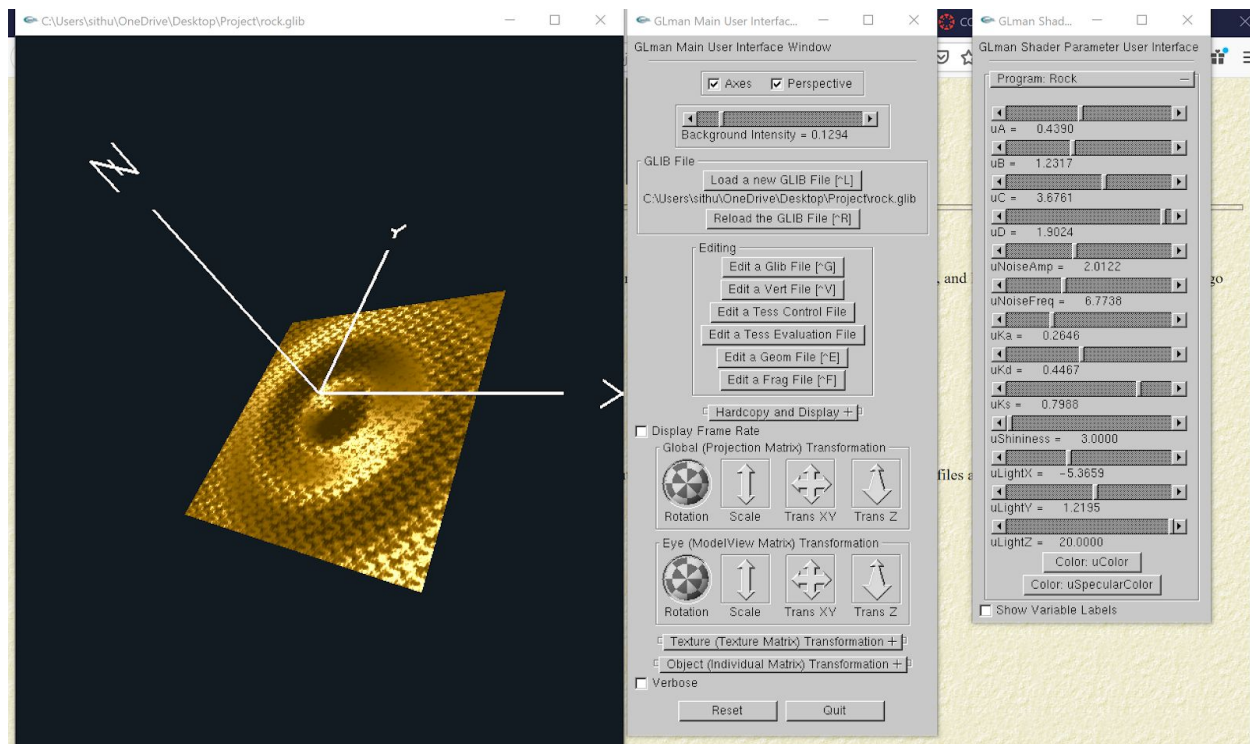 C:\Users\sithu\OneDrive\Desktop\Project\rock.glib
Y
GLman Main User Interfac...
GLman Main User Interface Window
Axes Perspective
Background Intensity = 0.1294
GLIB File
Load a new GLIB File [^L]
C:\Users\sithu\OneDrive\Desktop\Project\rock.glib
Reload the GLIB File [^R]
Editing
Edit a Glib File [^G]
Edit a Vert File [^V]
Edit a Tess Control File
Edit a Tess Evaluation File
Edit a Geom File [^E]
Edit a Frag File [^F]
Hardcopy and Display +
Display Frame Rate
Global (Projection Matrix) Transformation
Rotation Scale Trans XY Trans Z
Eye (ModelView Matrix) Transformation
Rotation Scale Trans XY Trans Z
Texture (Texture Matrix) Transformation +
Object (Individual Matrix) Transformation +
Verbose
Reset Quit
, and
files a
GLman Shad...
GLman Shader Parameter User Interface
Program: Rock
uA = 0.4390
uB = 1.2317
uC = 3.6761
uD = 1.9024
uNoiseAmp = 2.0122
uNoiseFreq = 6.7738
uKa = 0.2646
uKd = 0.4467
uKs = 0.7988
uShininess = 3.0000
uLightX = -5.3659
uLightY = 1.2195
uLightZ = 20.0000
Color: uColor
Color: uSpecularColor
Show Variable Labels
go